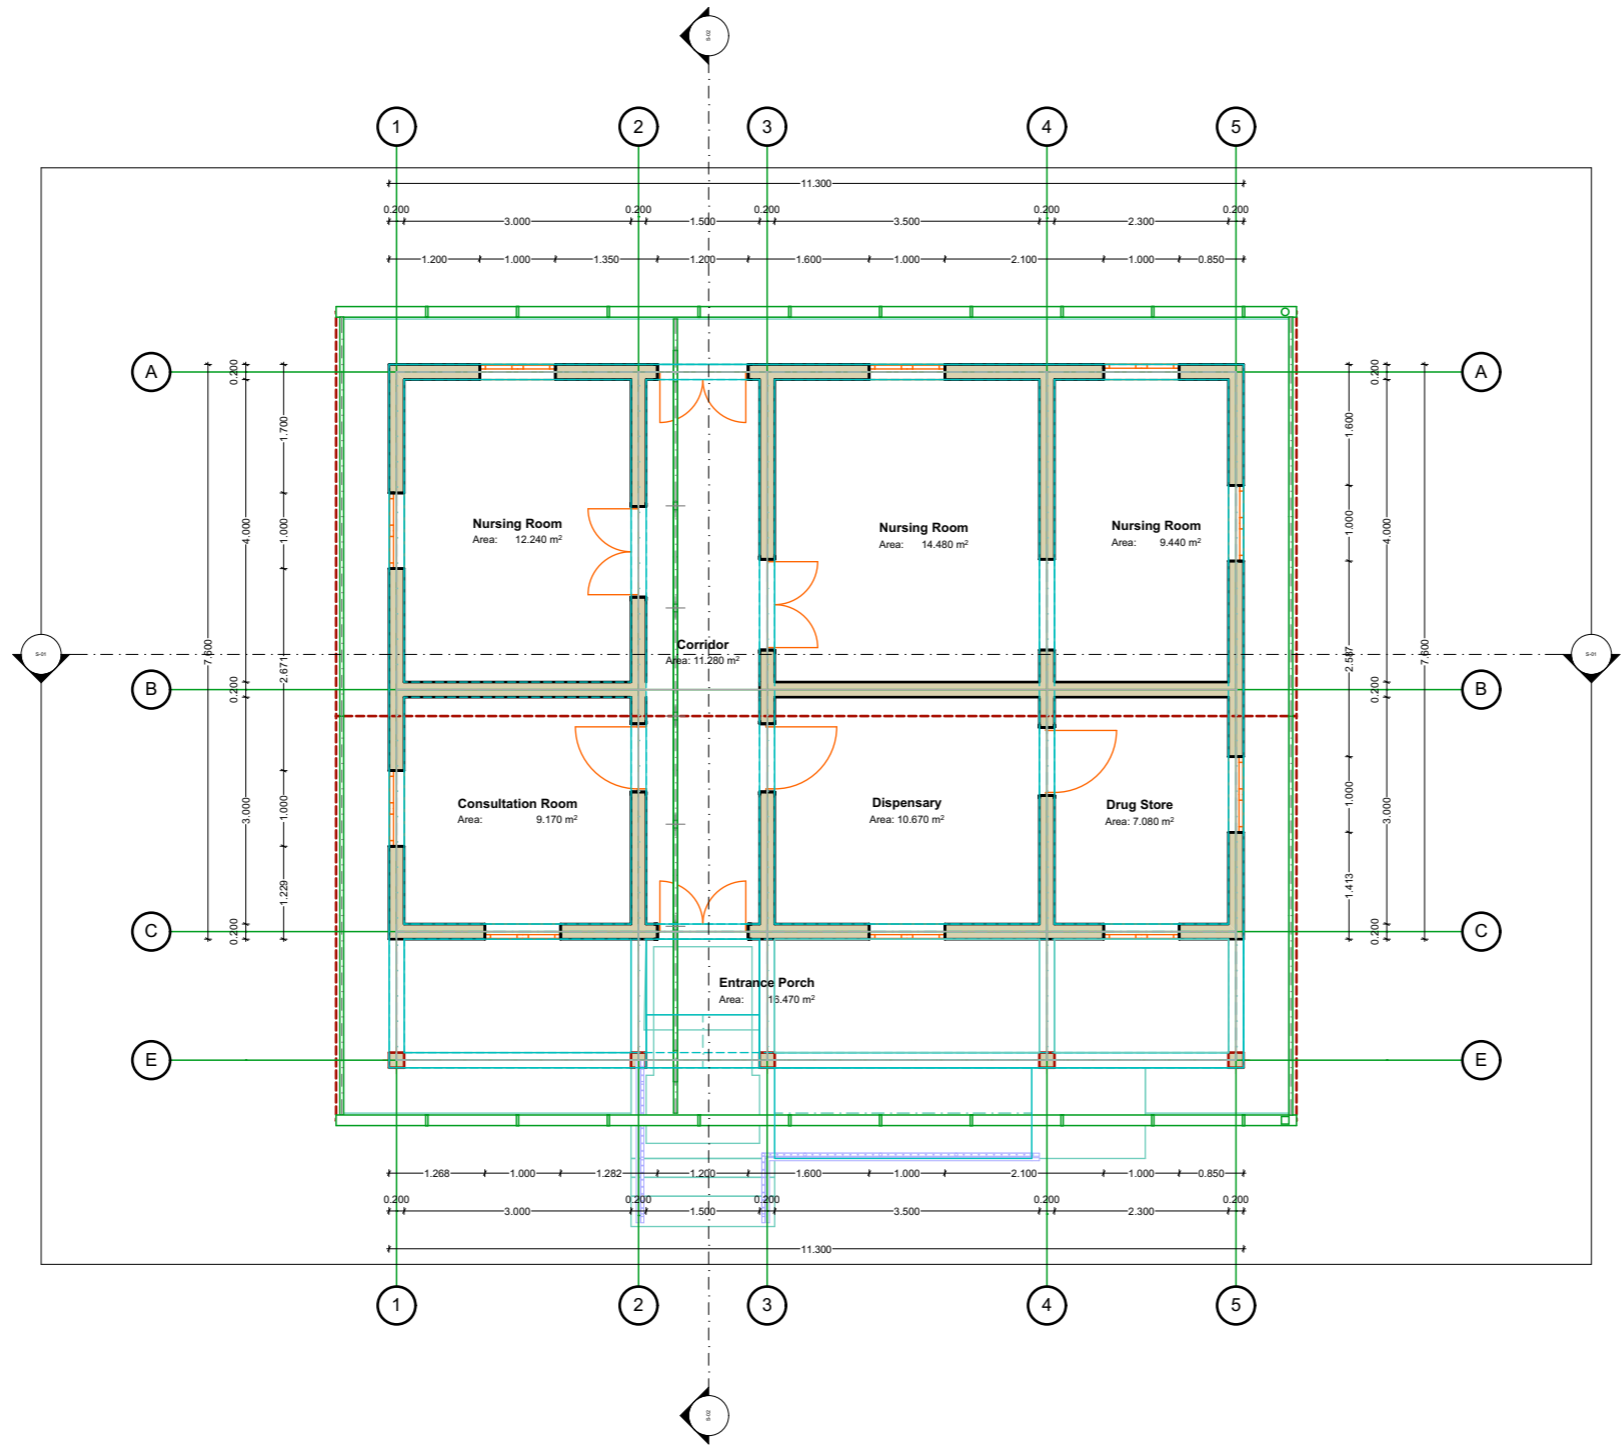 S-02
1 2 3 4 5
11.300
0.200 0.200 0.200 0.200 0.200
3.000 1.500 3.500 2.300
1.200 1.000 1.350 1.200 1.600 1.000 2.100 1.000 0.850
A A
0.200 0.200
1.700 1.600
4.000 1.000 1.000 4.000
Nursing Room
Area: 12.240 m²
Nursing Room
Area: 14.480 m²
Nursing Room
Area: 9.440 m²
7.600 2.671 2.587 7.600
Corridor
Area: 11.280 m²
S-01 S-01
B B
0.200 0.200
3.000 1.000 1.000 3.000
Consultation Room
Area: 9.170 m²
Dispensary
Area: 10.670 m²
Drug Store
Area: 7.080 m²
1.229 1.413
C C
0.200 0.200
Entrance Porch
Area: 16.470 m²
E E
1.268 1.000 1.282 1.200 1.600 1.000 2.100 1.000 0.850
0.200 0.200 0.200 0.200 0.200
3.000 1.500 3.500 2.300
11.300
1 2 3 4 5
S-02